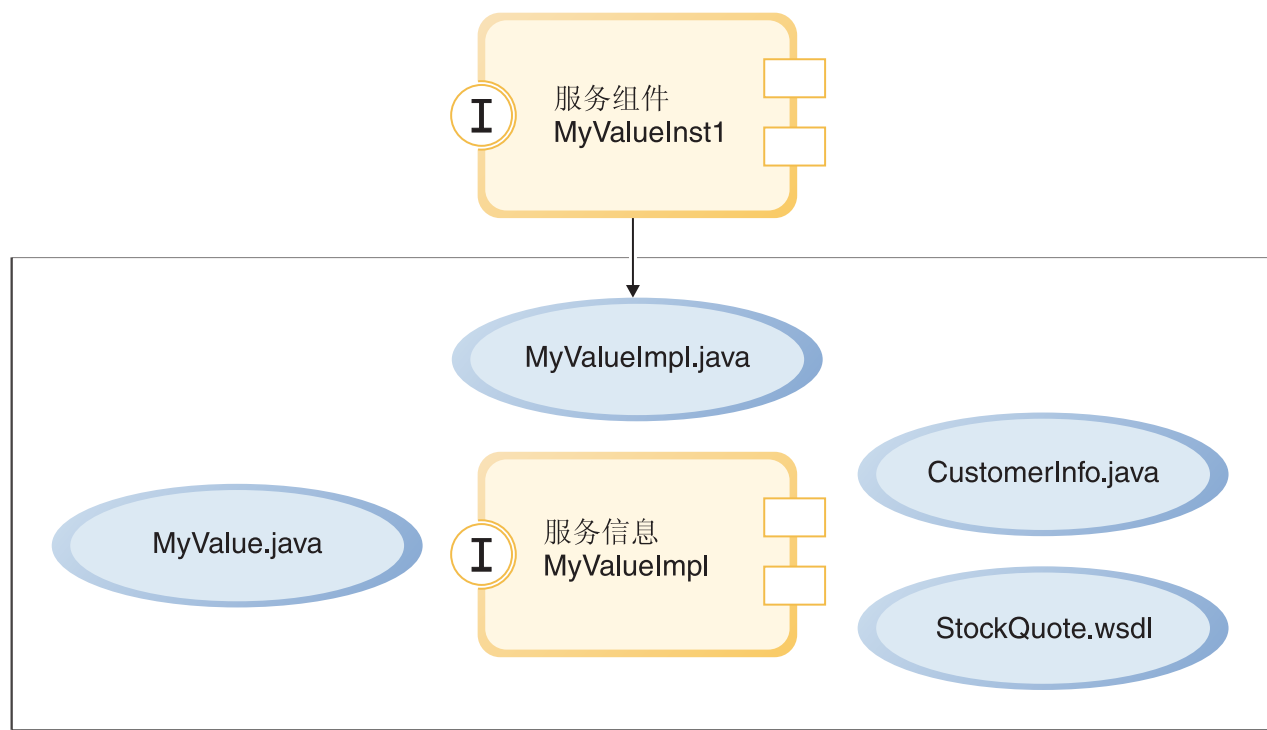 服务组件
I
MyValueInst1
MyValueImpl.java
CustomerInfo.java
MyValue.java
服务信息
I
MyValueImpl
StockQuote.wsdl